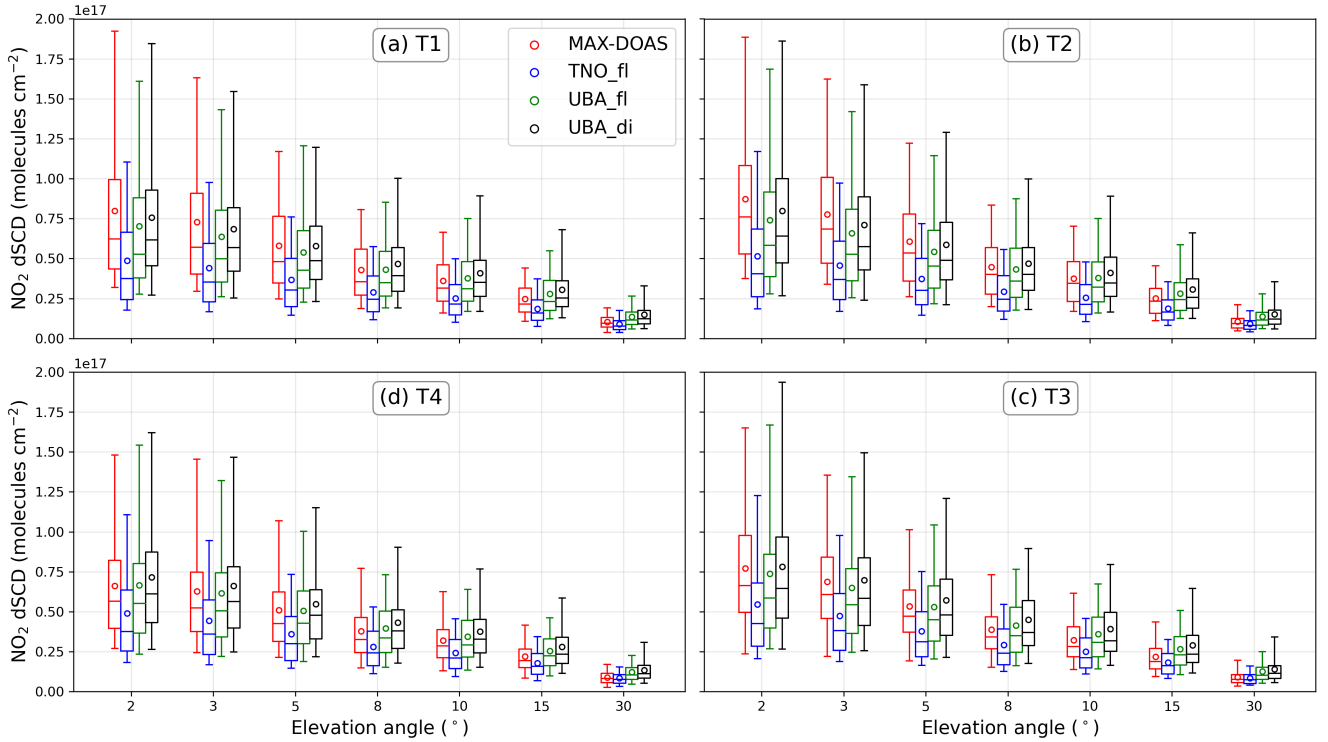 1e17
(a) T1
(b) T2
MAX-DOAS
TNO_fl
UBA_fl
UBA_di
2.00
1.75
1.50
1.25
1.00
0.75
0.50
0.25
0.00
NO₂ dSCD (molecules cm⁻²)
1e17
(d) T4
(c) T3
2.00
1.75
1.50
1.25
1.00
0.75
0.50
0.25
0.00
NO₂ dSCD (molecules cm⁻²)
2 3 5 8 10 15 30
2 3 5 8 10 15 30
Elevation angle (°)
Elevation angle (°)